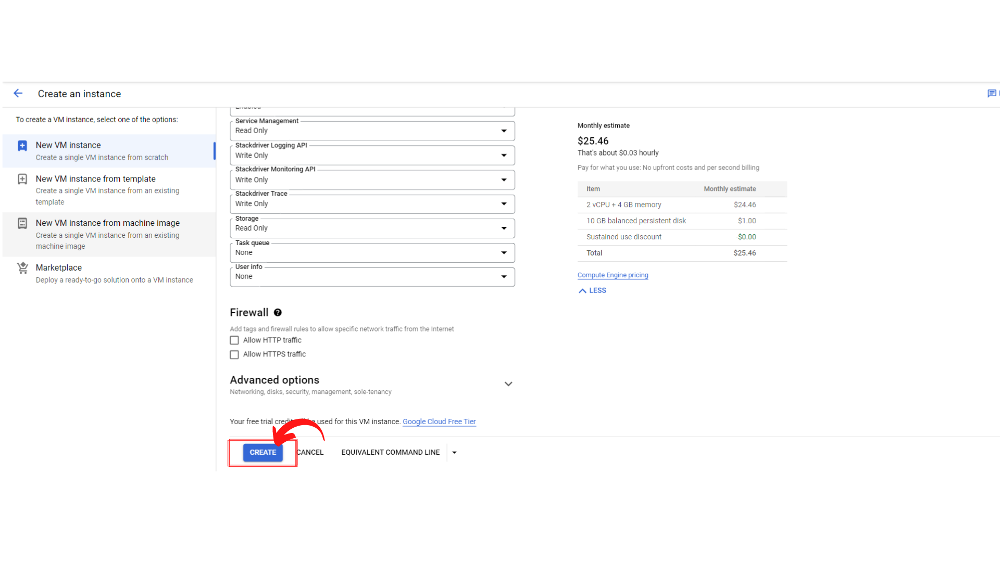 Create an instance
To create a VM instance, select one of the options:
New VM instance
Create a single VM instance from scratch
New VM instance from template
Create a single VM instance from an existing
template
New VM instance from machine image
Create a single VM instance from an existing
machine image
Marketplace
Deploy a ready-to-go solution onto a VM instance
Service Management
Read Only
Stackdriver Logging API
Write Only
Stackdriver Monitoring API
Write Only
Stackdriver Trace
Write Only
Storage
Read Only
Task queue
None
User info
None
Firewall
Add tags and firewall rules to allow specific network traffic from the Internet
Allow HTTP traffic
Allow HTTPS traffic
Advanced options
Networking, disks, security, management, sole-tenancy
Your free trial used for this VM instance. Google Cloud Free Tier
CREATE CANCEL EQUIVALENT COMMAND LINE
Monthly estimate
$25.46
That's about $0.03 hourly
Pay for what you use: No upfront costs and per second billing
Item Monthly estimate
2 vCPU + 4 GB memory $24.46
10 GB balanced persistent disk $1.00
Sustained use discount -$0.00
Total $25.46
Compute Engine pricing
LESS